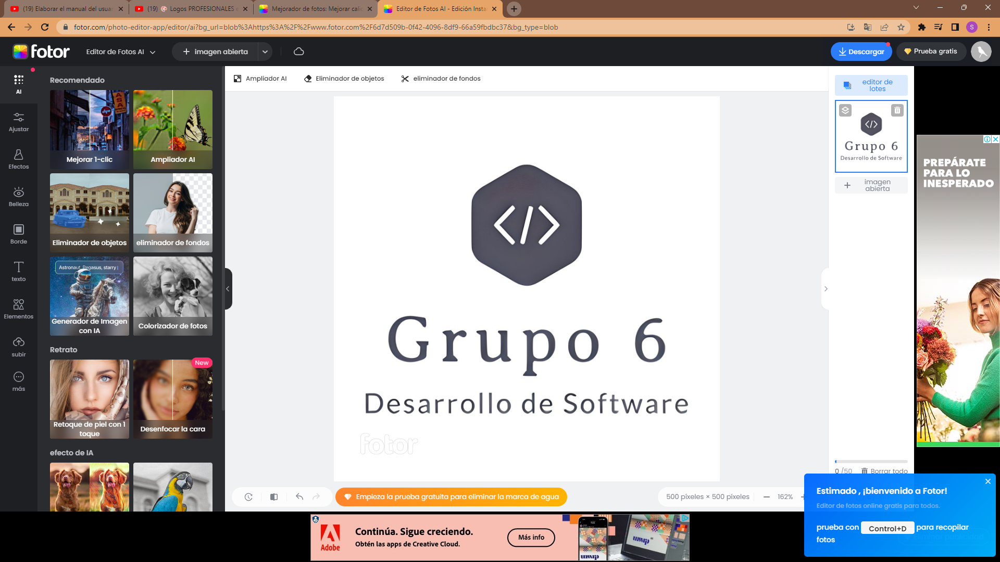 (19) Elaborar el manual del usuar
(19) 🎨 Logos PROFESIONALES e
Mejorador de fotos: Mejorar calid
Editor de Fotos AI - Edición Insta
fotor.com/photo-editor-app/editor/ai?bg_url=blob%3Ahttps%3A%2F%2Fwww.fotor.com%2F6d7d509b-0f42-4096-8df9-66a59fbdbc37&bg_type=blob
S
fotor
Editor de Fotos AI
imagen abierta
Descargar
Prueba gratis
AI
Ajustar
Efectos
Belleza
Borde
texto
Elementos
subir
más
Recomendado
Mejorar 1-clic
Ampliador AI
Eliminador de objetos
eliminador de fondos
Astronaut, Pegasus, starry |
Generador de Imagen
con IA
Colorizador de fotos
Retrato
New
Retoque de piel con 1
toque
Desenfocar la cara
efecto de IA
Ampliador AI
Eliminador de objetos
eliminador de fondos
</>
Grupo 6
Desarrollo de Software
fotor
Empieza la prueba gratuita para eliminar la marca de agua
500 píxeles × 500 píxeles
162%
editor de
lotes
</>
Grupo 6
Desarrollo de Software
imagen
abierta
0 /50
Borrar todo
PREPÁRATE
PARA LO
INESPERADO
Estimado , ¡bienvenido a Fotor!
Editor de fotos online gratis para todos.
prueba con Control+D para recopilar
fotos
Adobe
Continúa. Sigue creciendo.
Obtén las apps de Creative Cloud.
Más info